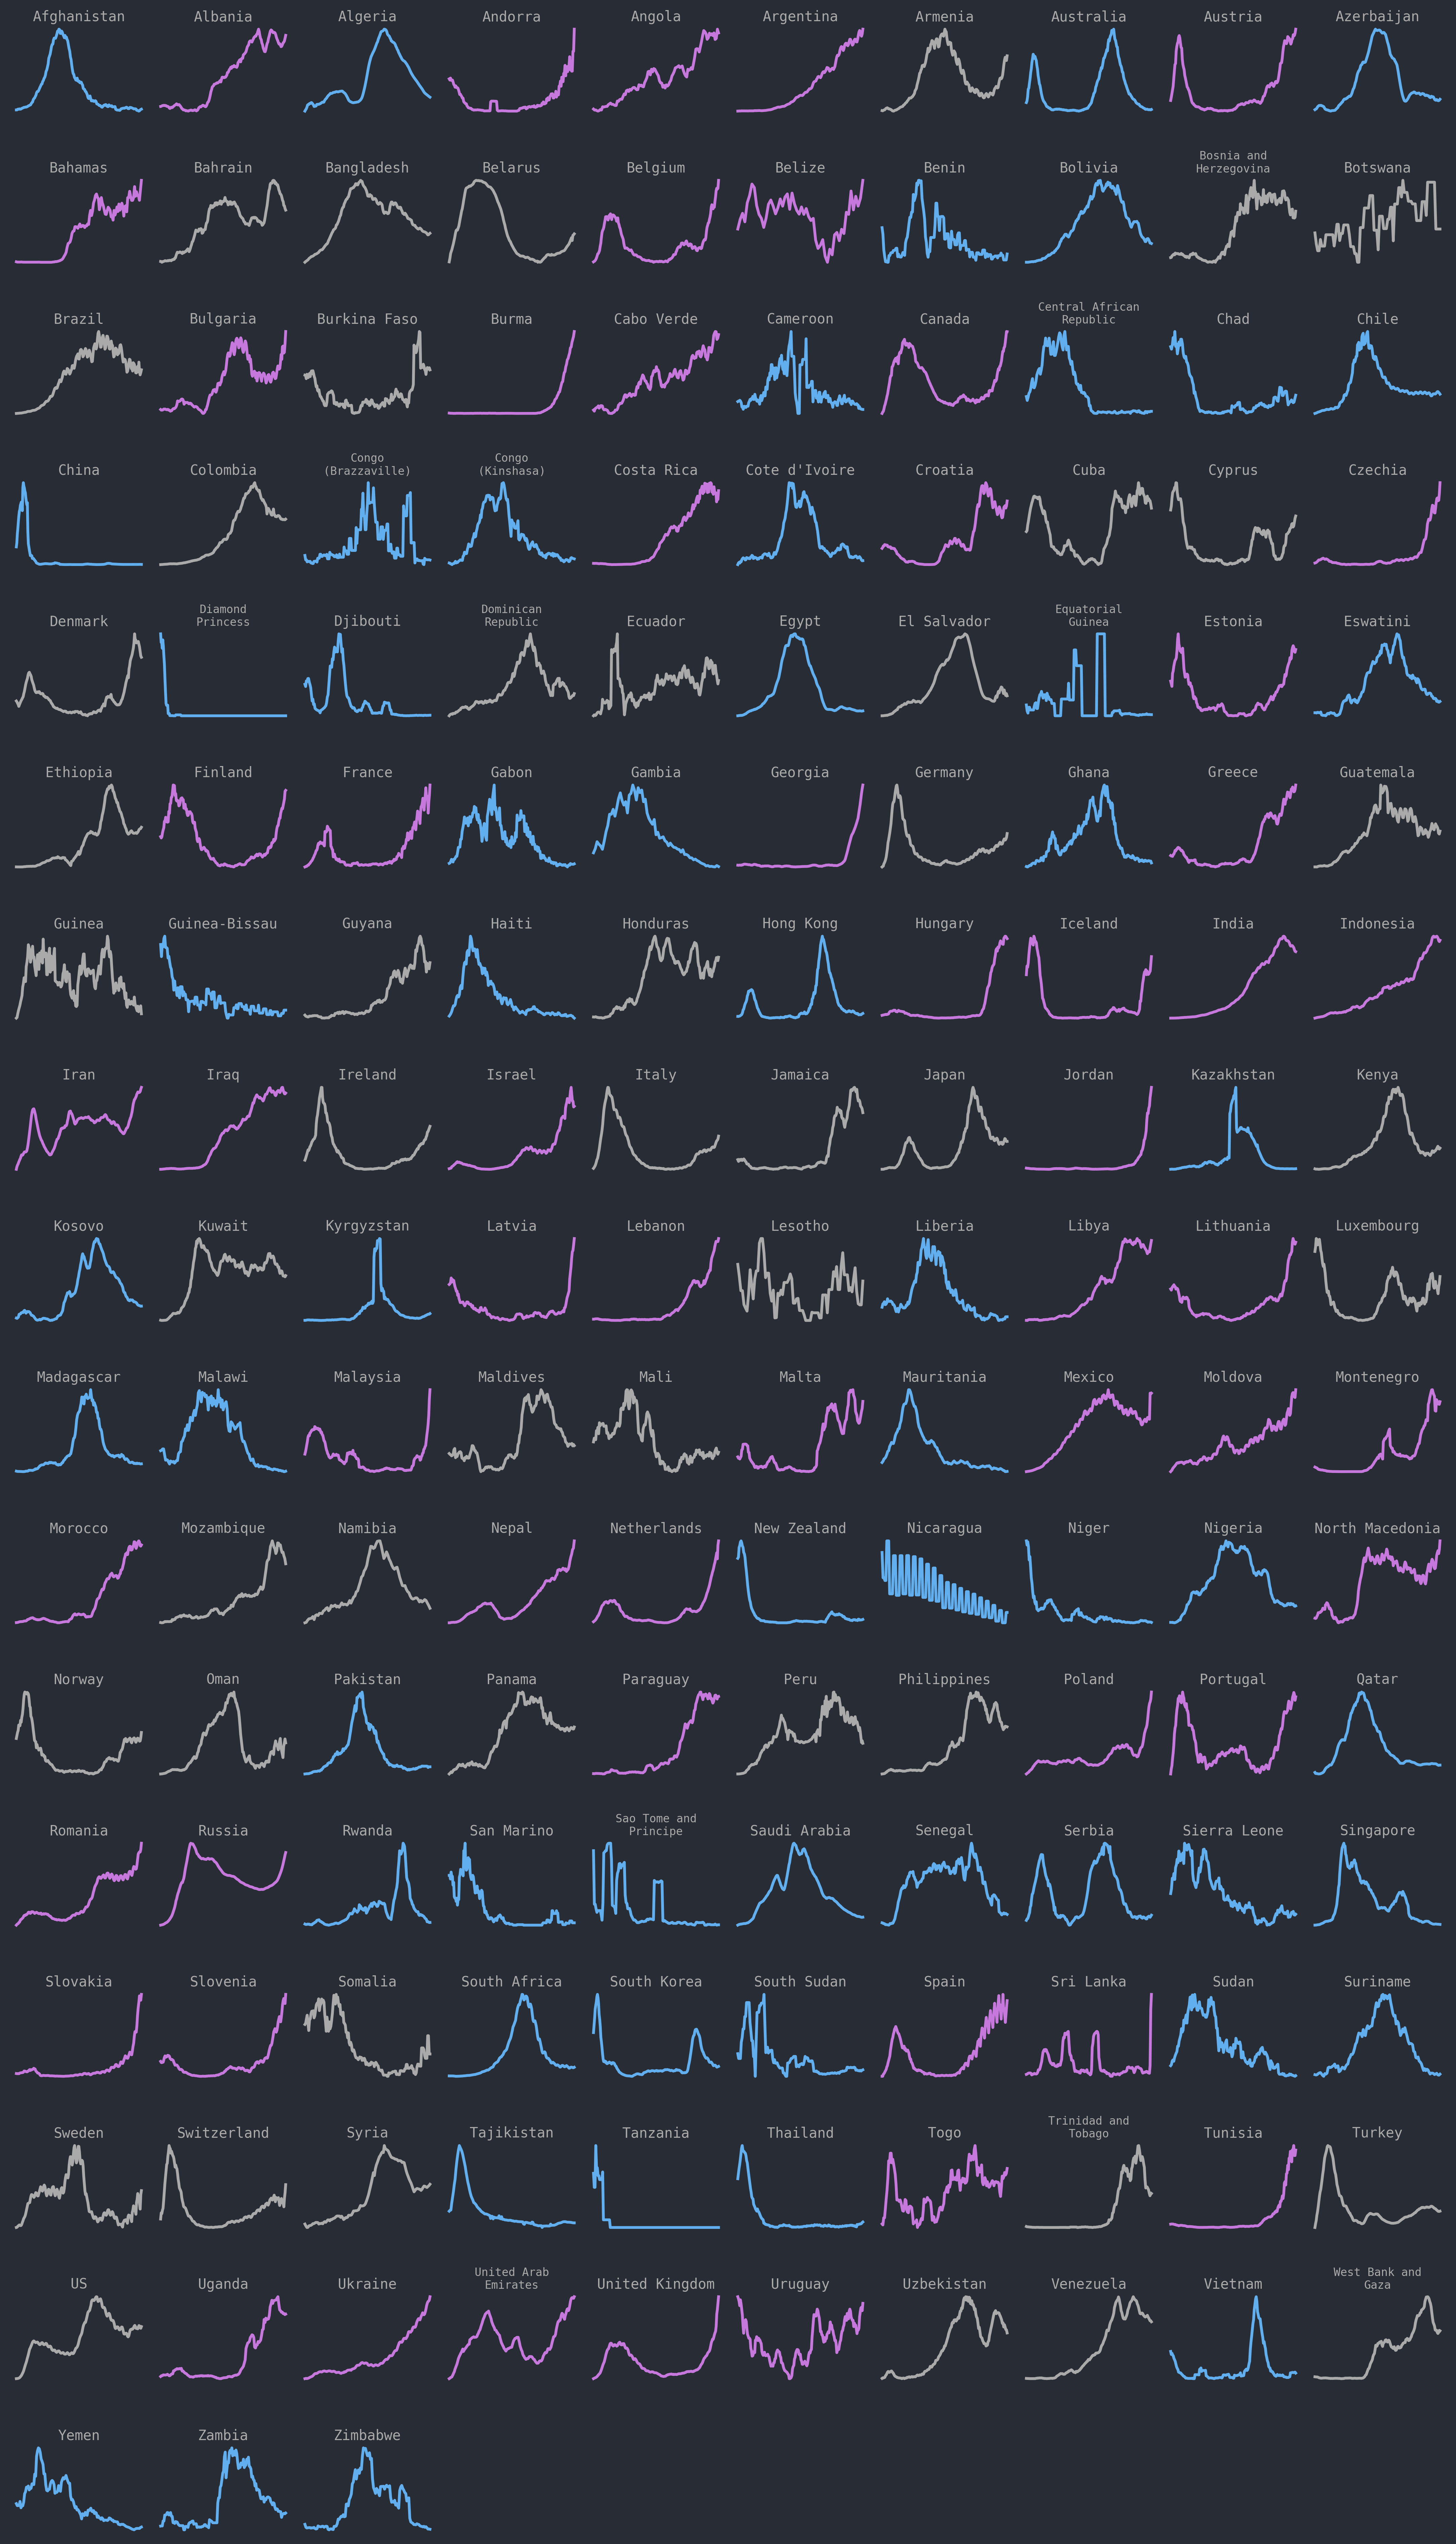 Afghanistan
Albania
Algeria
Andorra
Angola
Argentina
Armenia
Australia
Austria
Azerbaijan
Bahamas
Bahrain
Bangladesh
Belarus
Belgium
Belize
Benin
Bolivia
Bosnia and
Herzegovina
Botswana
Brazil
Bulgaria
Burkina Faso
Burma
Cabo Verde
Cameroon
Canada
Central African
Republic
Chad
Chile
China
Colombia
Congo
(Brazzaville)
Congo
(Kinshasa)
Costa Rica
Cote d'Ivoire
Croatia
Cuba
Cyprus
Czechia
Denmark
Diamond
Princess
Djibouti
Dominican
Republic
Ecuador
Egypt
El Salvador
Equatorial
Guinea
Estonia
Eswatini
Ethiopia
Finland
France
Gabon
Gambia
Georgia
Germany
Ghana
Greece
Guatemala
Guinea
Guinea-Bissau
Guyana
Haiti
Honduras
Hong Kong
Hungary
Iceland
India
Indonesia
Iran
Iraq
Ireland
Israel
Italy
Jamaica
Japan
Jordan
Kazakhstan
Kenya
Kosovo
Kuwait
Kyrgyzstan
Latvia
Lebanon
Lesotho
Liberia
Libya
Lithuania
Luxembourg
Madagascar
Malawi
Malaysia
Maldives
Mali
Malta
Mauritania
Mexico
Moldova
Montenegro
Morocco
Mozambique
Namibia
Nepal
Netherlands
New Zealand
Nicaragua
Niger
Nigeria
North Macedonia
Norway
Oman
Pakistan
Panama
Paraguay
Peru
Philippines
Poland
Portugal
Qatar
Romania
Russia
Rwanda
San Marino
Sao Tome and
Principe
Saudi Arabia
Senegal
Serbia
Sierra Leone
Singapore
Slovakia
Slovenia
Somalia
South Africa
South Korea
South Sudan
Spain
Sri Lanka
Sudan
Suriname
Sweden
Switzerland
Syria
Tajikistan
Tanzania
Thailand
Togo
Trinidad and
Tobago
Tunisia
Turkey
US
Uganda
Ukraine
United Arab
Emirates
United Kingdom
Uruguay
Uzbekistan
Venezuela
Vietnam
West Bank and
Gaza
Yemen
Zambia
Zimbabwe